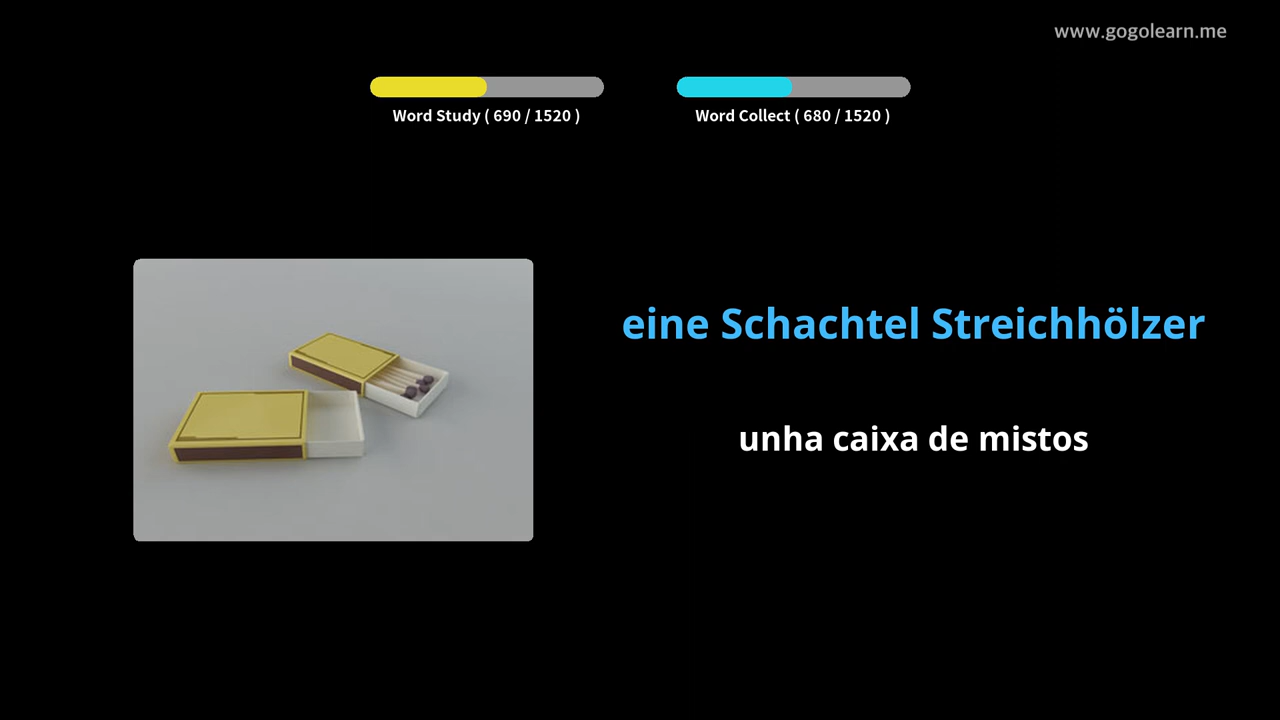 www.gogolearn.me
Word Study ( 690 / 1520 )
Word Collect ( 680 / 1520 )
eine Schachtel Streichhölzer
unha caixa de mistos